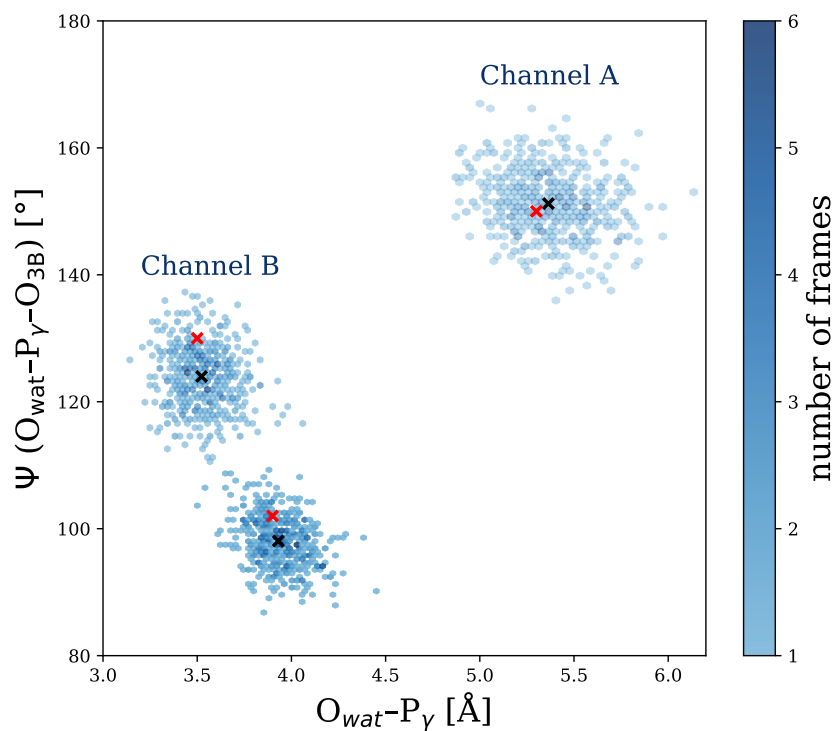 180
160
140
120
100
80
3.0 3.5 4.0 4.5 5.0 5.5 6.0
Ψ (O_wat–P_γ–O_3B) [°]
O_wat–P_γ [Å]
Channel A
Channel B
6
5
4
3
2
1
number of frames